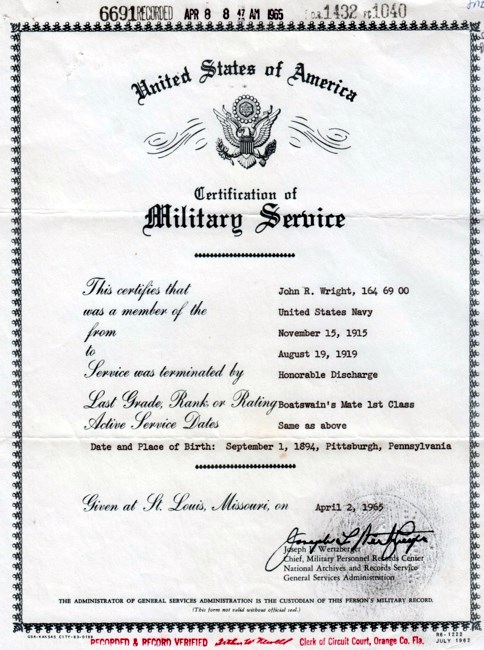 6691 RECORDED APR 8 8 47 AM 1965 1432 PG 1040
United States of America
Certification of
Military Service
This certifies that John R. Wright, 164 69 00
was a member of the United States Navy
from November 15, 1915
to August 19, 1919
Service was terminated by Honorable Discharge
Last Grade, Rank or Rating Boatswain's Mate 1st Class
Active Service Dates Same as above
Date and Place of Birth: September 1, 1894, Pittsburgh, Pennsylvania
Given at St. Louis, Missouri, on April 2, 1965
Joseph L. Wertzberger
Chief, Military Personnel Records Center
National Archives and Records Service
General Services Administration
THE ADMINISTRATOR OF GENERAL SERVICES ADMINISTRATION IS THE CUSTODIAN OF THIS PERSON'S MILITARY RECORD.
(This form not valid without official seal.)
RECORDED & RECORD VERIFIED Clerk of Circuit Court, Orange Co. Fla.
R6-1222
JULY 1962